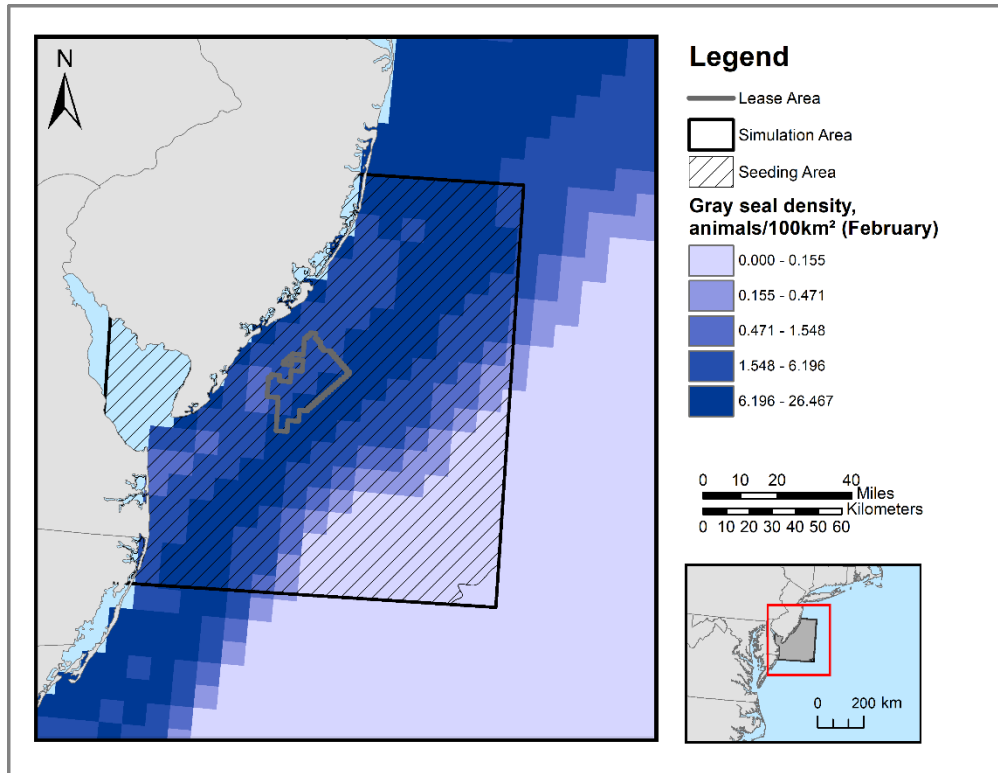 N
Legend
Lease Area
Simulation Area
Seeding Area
Gray seal density,
animals/100km² (February)
0.000 - 0.155
0.155 - 0.471
0.471 - 1.548
1.548 - 6.196
6.196 - 26.467
0 10 20 40
Miles
Kilometers
0 10 20 30 40 50 60
0 200 km